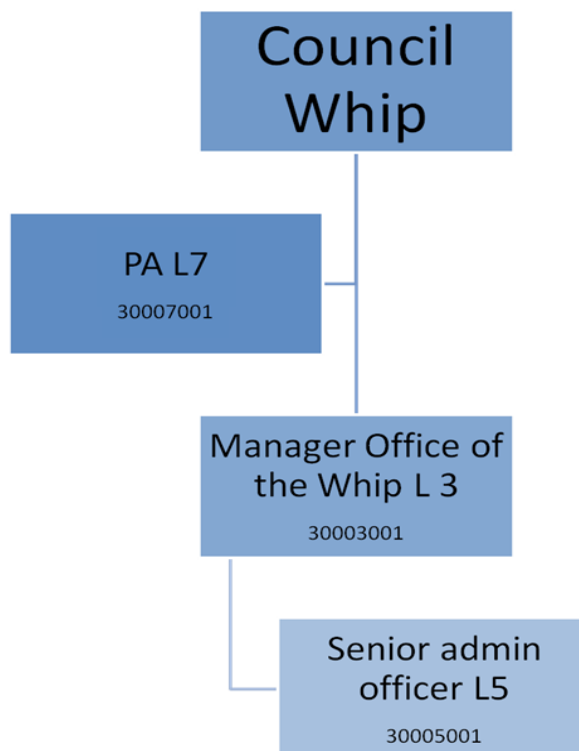 Council
Whip
PA L7
30007001
Manager Office of
the Whip L 3
30003001
Senior admin
officer L5
30005001